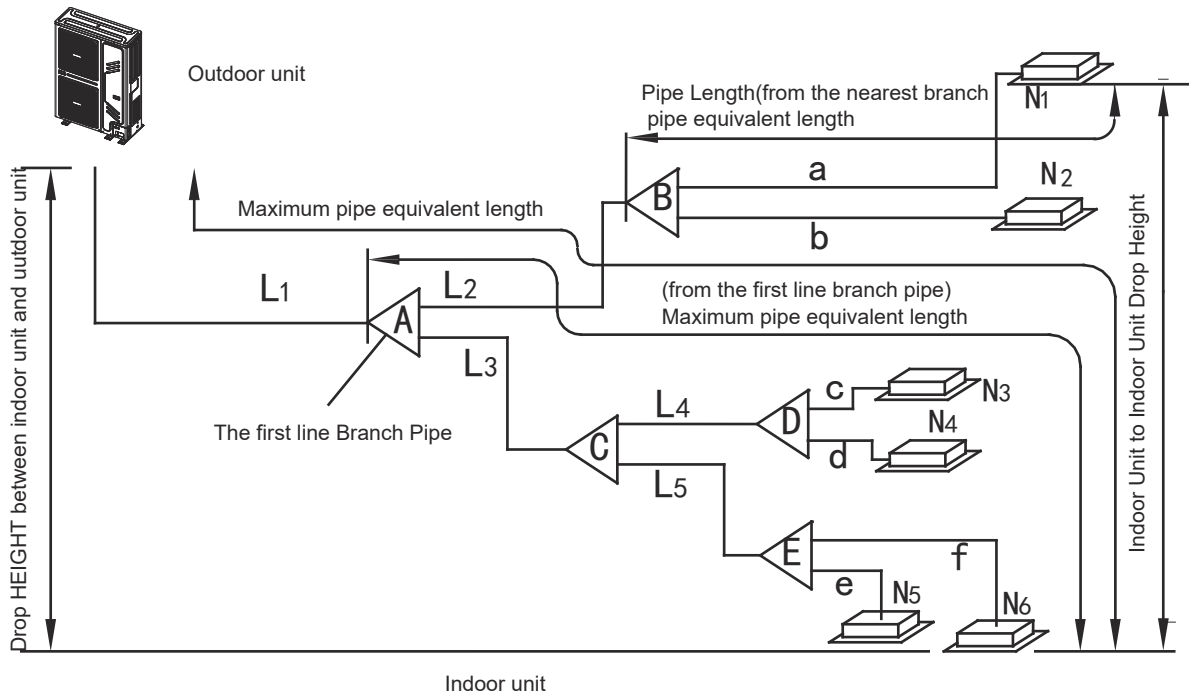 Outdoor unit
Pipe Length(from the nearest branch
pipe equivalent length
N1
a
N2
B
b
Maximum pipe equivalent length
L1
L2
A
(from the first line branch pipe)
Maximum pipe equivalent length
L3
The first line Branch Pipe
L4
C
L5
D
c
N3
d
N4
E
f
e
N5
N6
Drop HEIGHT between indoor unit and uutdoor unit
Indoor Unit to Indoor Unit Drop Height
Indoor unit